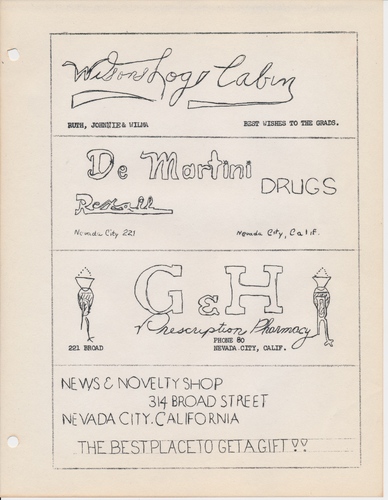 Wilsons Log Cabin
RUTH, JOHNNIE & WILMA BEST WISHES TO THE GRADS.
De Martini DRUGS
Rexall
Nevada City 221 Nevada City, Calif.
G & H
Prescription Pharmacy
221 BROAD PHONE 80
NEVADA CITY, CALIF.
NEWS & NOVELTY SHOP
314 BROAD STREET
NEVADA CITY, CALIFORNIA
THE BEST PLACE TO GET A GIFT!!